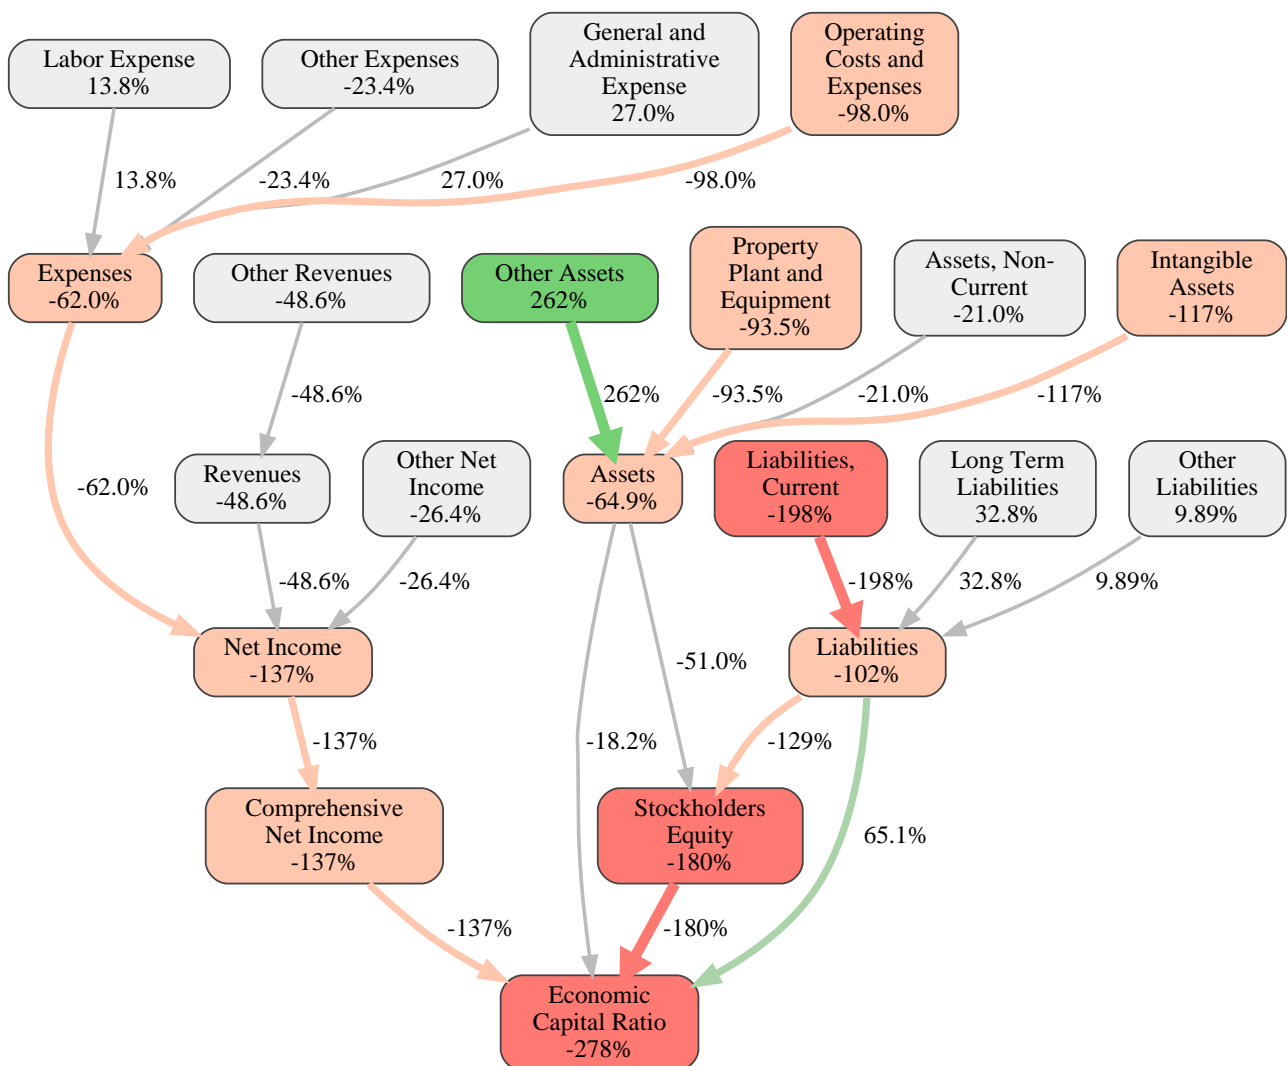 Labor Expense
13.8%
Other Expenses
-23.4%
General and
Administrative
Expense
27.0%
Operating
Costs and
Expenses
-98.0%
13.8%
-23.4%
27.0%
-98.0%
Expenses
-62.0%
Other Revenues
-48.6%
Other Assets
262%
Property
Plant and
Equipment
-93.5%
Assets, Non-
Current
-21.0%
Intangible
Assets
-117%
-48.6%
262%
-93.5%
-21.0%
-117%
-62.0%
Revenues
-48.6%
Other Net
Income
-26.4%
Assets
-64.9%
Liabilities,
Current
-198%
Long Term
Liabilities
32.8%
Other
Liabilities
9.89%
-48.6%
-26.4%
-198%
32.8%
9.89%
Net Income
-137%
-51.0%
Liabilities
-102%
-137%
-18.2%
-129%
Comprehensive
Net Income
-137%
Stockholders
Equity
-180%
65.1%
-137%
-180%
Economic
Capital Ratio
-278%